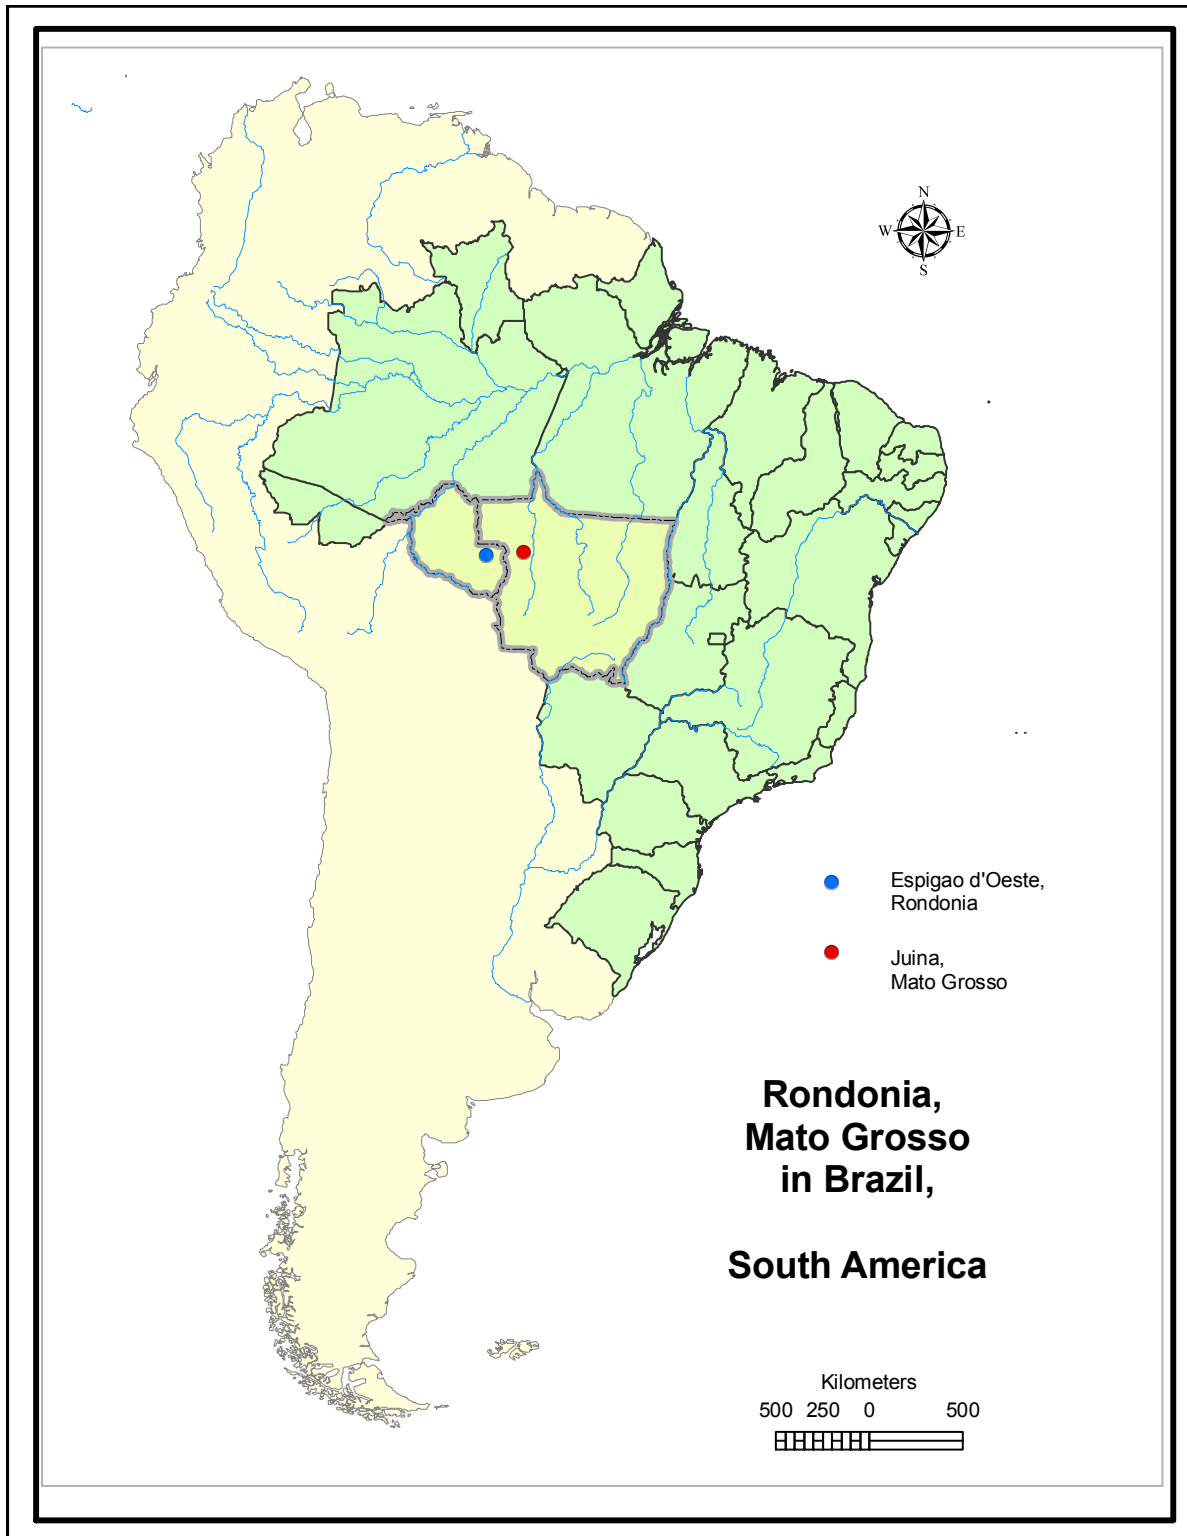 N
W E
S
Espigao d'Oeste,
Rondonia
Juina,
Mato Grosso
Rondonia,
Mato Grosso
in Brazil,
South America
Kilometers
500 250 0 500